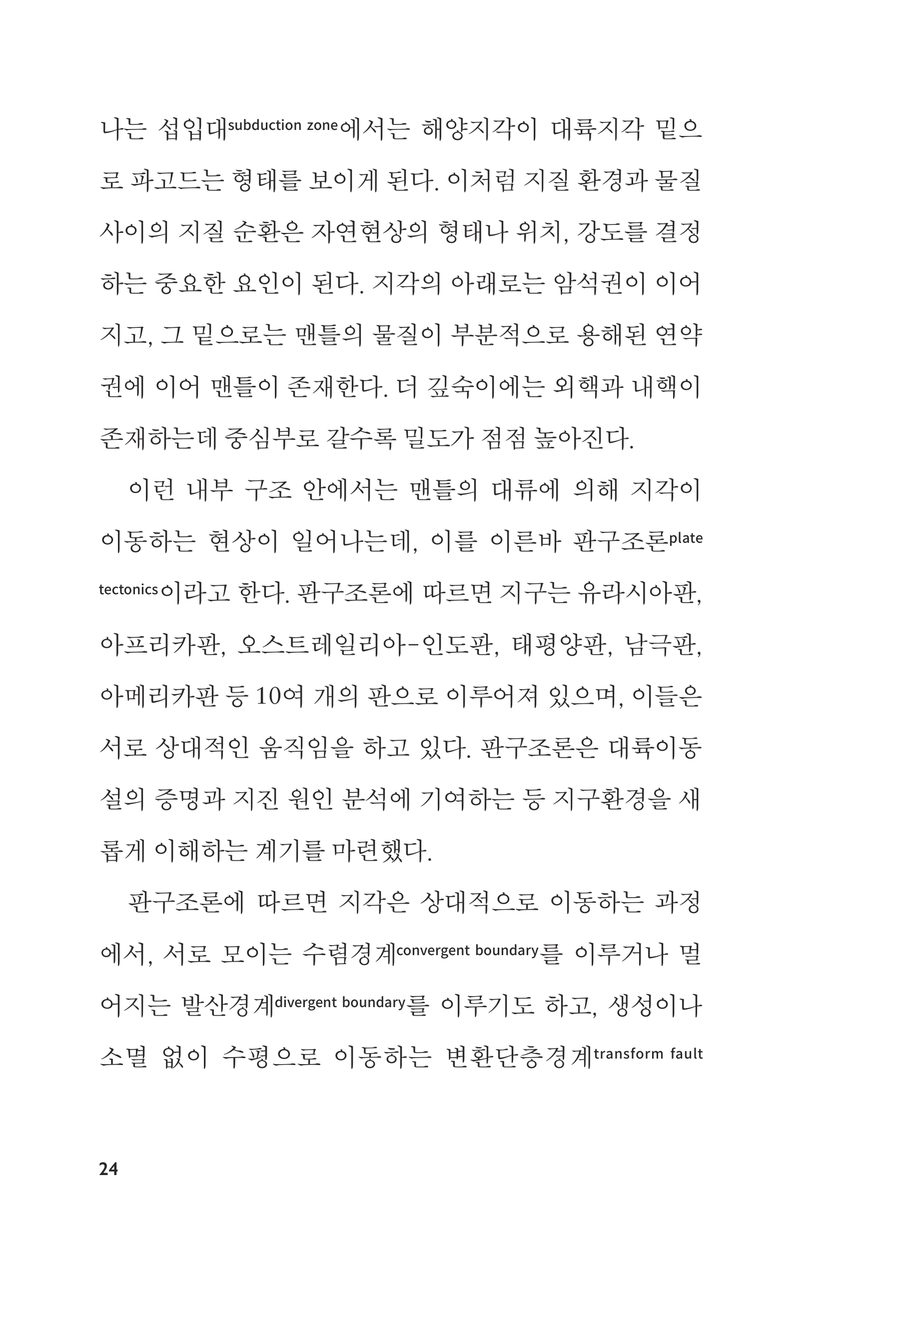 나는 섭입대subduction zone에서는 해양지각이 대륙지각 밑으
로 파고드는 형태를 보이게 된다. 이처럼 지질 환경과 물질
사이의 지질 순환은 자연현상의 형태나 위치, 강도를 결정
하는 중요한 요인이 된다. 지각의 아래로는 암석권이 이어
지고, 그 밑으로는 맨틀의 물질이 부분적으로 용해된 연약
권에 이어 맨틀이 존재한다. 더 깊숙이에는 외핵과 내핵이
존재하는데 중심부로 갈수록 밀도가 점점 높아진다.
이런 내부 구조 안에서는 맨틀의 대류에 의해 지각이
이동하는 현상이 일어나는데, 이를 이른바 판구조론plate
tectonics이라고 한다. 판구조론에 따르면 지구는 유라시아판,
아프리카판, 오스트레일리아-인도판, 태평양판, 남극판,
아메리카판 등 10여 개의 판으로 이루어져 있으며, 이들은
서로 상대적인 움직임을 하고 있다. 판구조론은 대륙이동
설의 증명과 지진 원인 분석에 기여하는 등 지구환경을 새
롭게 이해하는 계기를 마련했다.
판구조론에 따르면 지각은 상대적으로 이동하는 과정
에서, 서로 모이는 수렴경계convergent boundary를 이루거나 멀
어지는 발산경계divergent boundary를 이루기도 하고, 생성이나
소멸 없이 수평으로 이동하는 변환단층경계transform fault
24